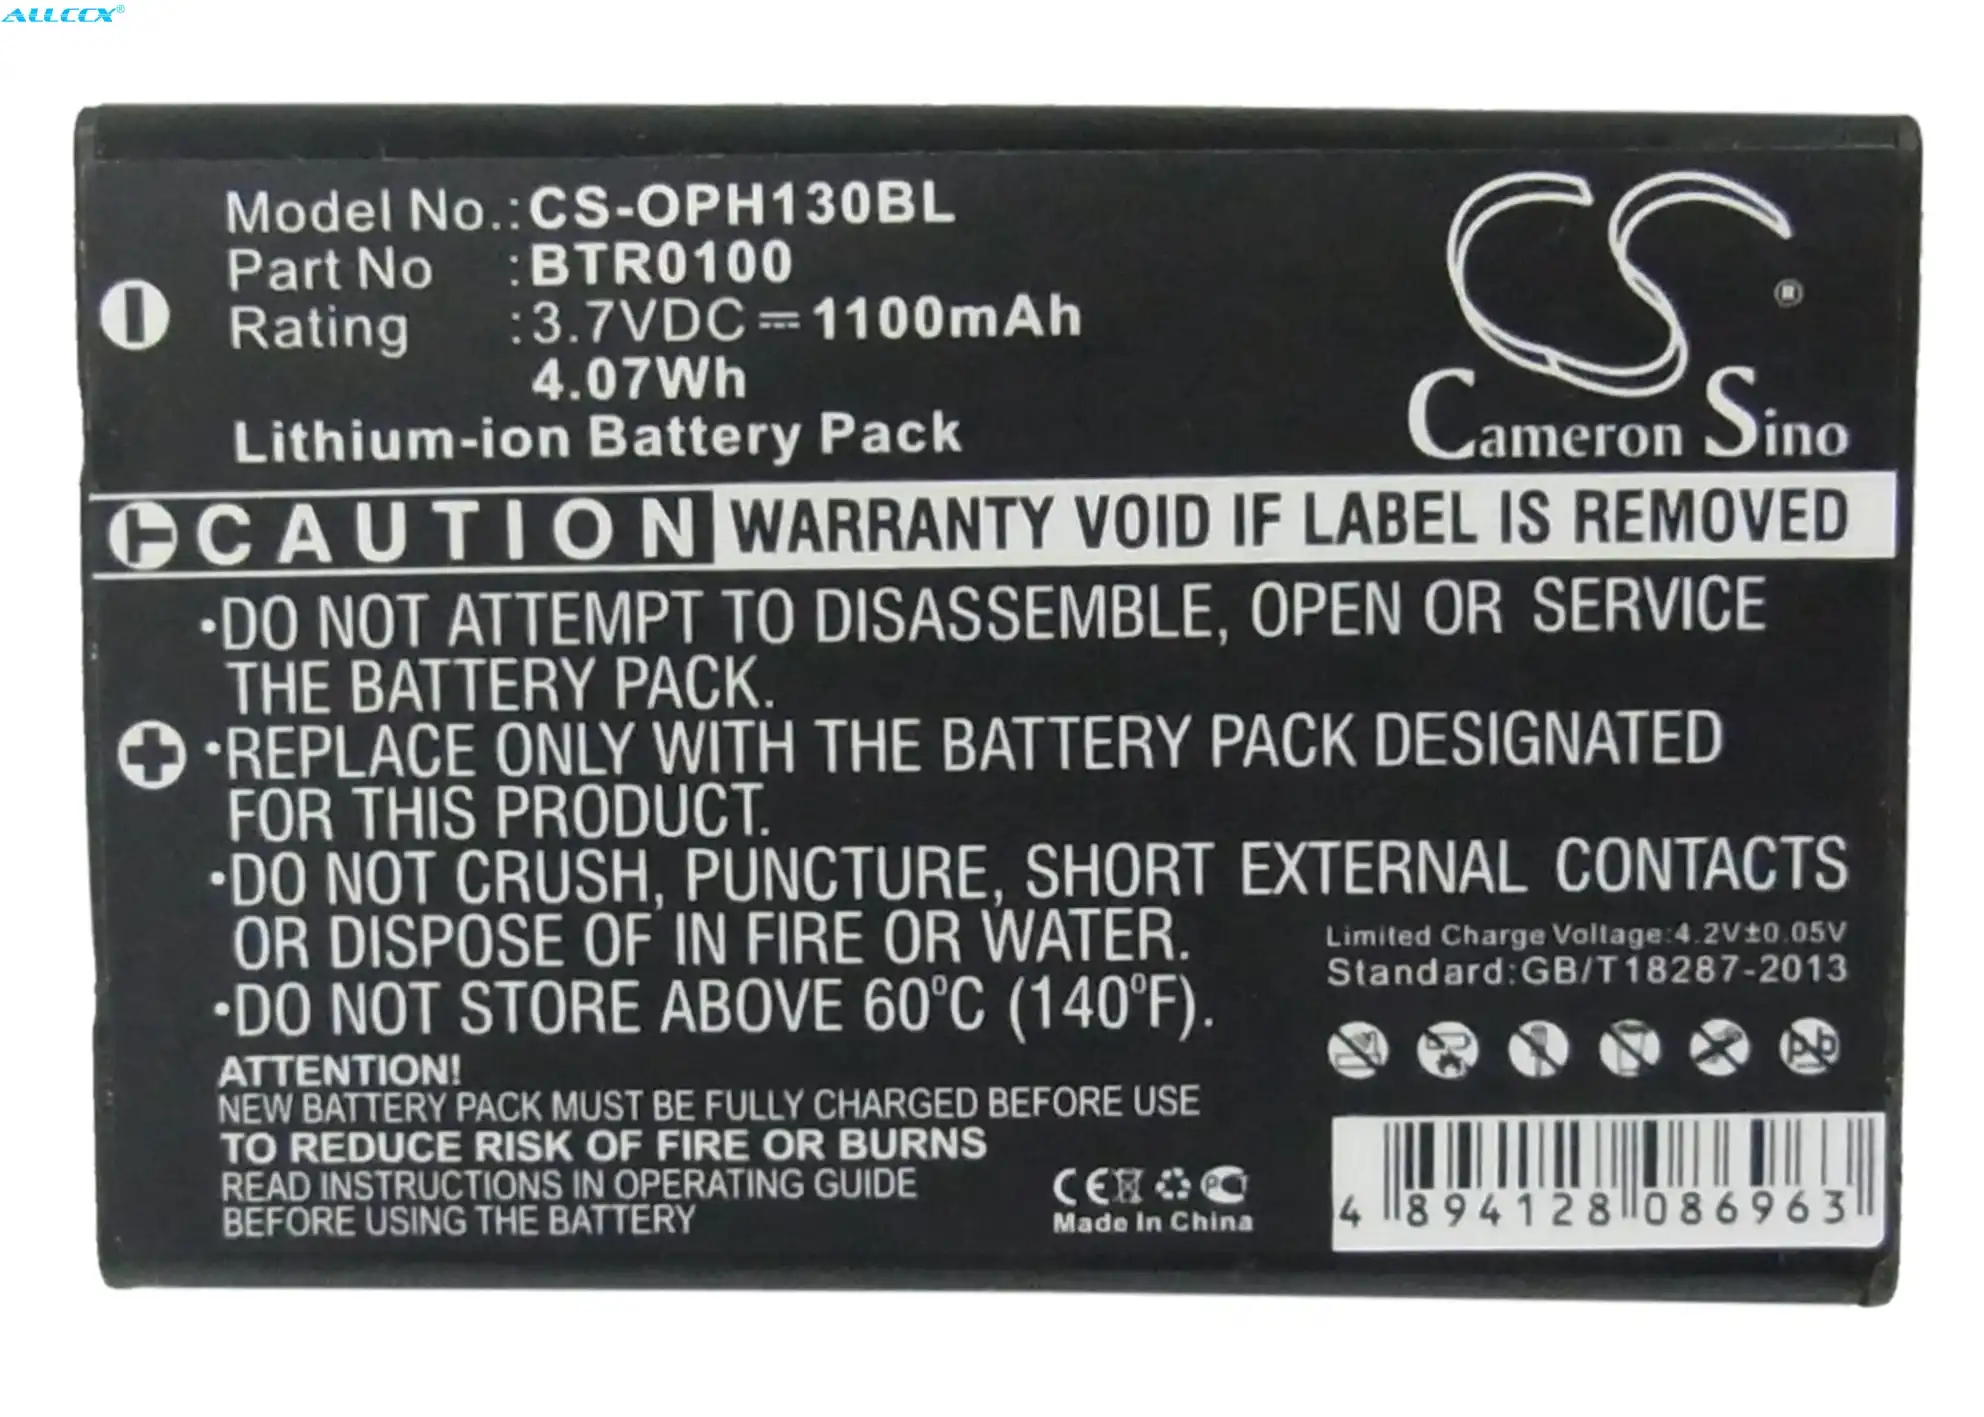 ALLCCX®
Model No.:CS-OPH130BL
Part No :BTR0100
Rating :3.7VDC⎓1100mAh
4.07Wh
Lithium-ion Battery Pack
CS®
Cameron Sino
CAUTION WARRANTY VOID IF LABEL IS REMOVED
•DO NOT ATTEMPT TO DISASSEMBLE, OPEN OR SERVICE
THE BATTERY PACK.
•REPLACE ONLY WITH THE BATTERY PACK DESIGNATED
FOR THIS PRODUCT.
•DO NOT CRUSH, PUNCTURE, SHORT EXTERNAL CONTACTS
OR DISPOSE OF IN FIRE OR WATER.
•DO NOT STORE ABOVE 60°C (140°F).
Limited Charge Voltage:4.2V±0.05V
Standard:GB/T18287-2013
ATTENTION!
NEW BATTERY PACK MUST BE FULLY CHARGED BEFORE USE
TO REDUCE RISK OF FIRE OR BURNS
READ INSTRUCTIONS IN OPERATING GUIDE
BEFORE USING THE BATTERY
Pb
CE PCT
Made In China
4 894128 086963